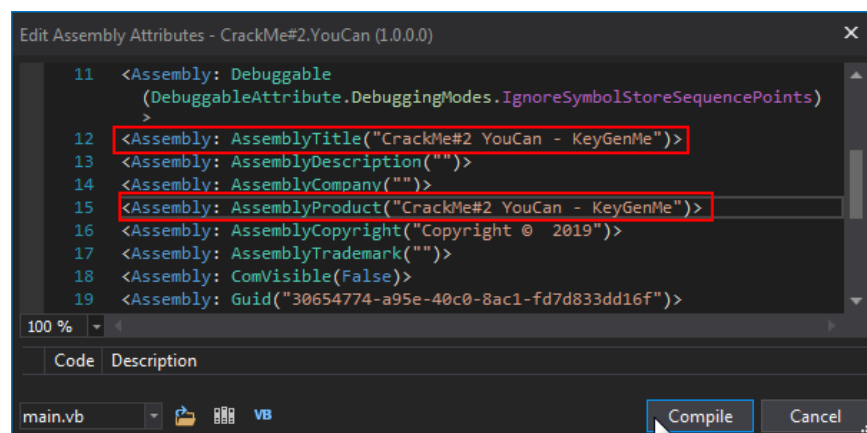 Edit Assembly Attributes - CrackMe#2.YouCan (1.0.0.0)
11 <Assembly: Debuggable
(DebuggableAttribute.DebuggingModes.IgnoreSymbolStoreSequencePoints)
>
12 <Assembly: AssemblyTitle("CrackMe#2 YouCan - KeyGenMe")>
13 <Assembly: AssemblyDescription("")>
14 <Assembly: AssemblyCompany("")>
15 <Assembly: AssemblyProduct("CrackMe#2 YouCan - KeyGenMe")>
16 <Assembly: AssemblyCopyright("Copyright ©  2019")>
17 <Assembly: AssemblyTrademark("")>
18 <Assembly: ComVisible(False)>
19 <Assembly: Guid("30654774-a95e-40c0-8ac1-fd7d833dd16f")>
100 %
Code Description
main.vb VB Compile Cancel